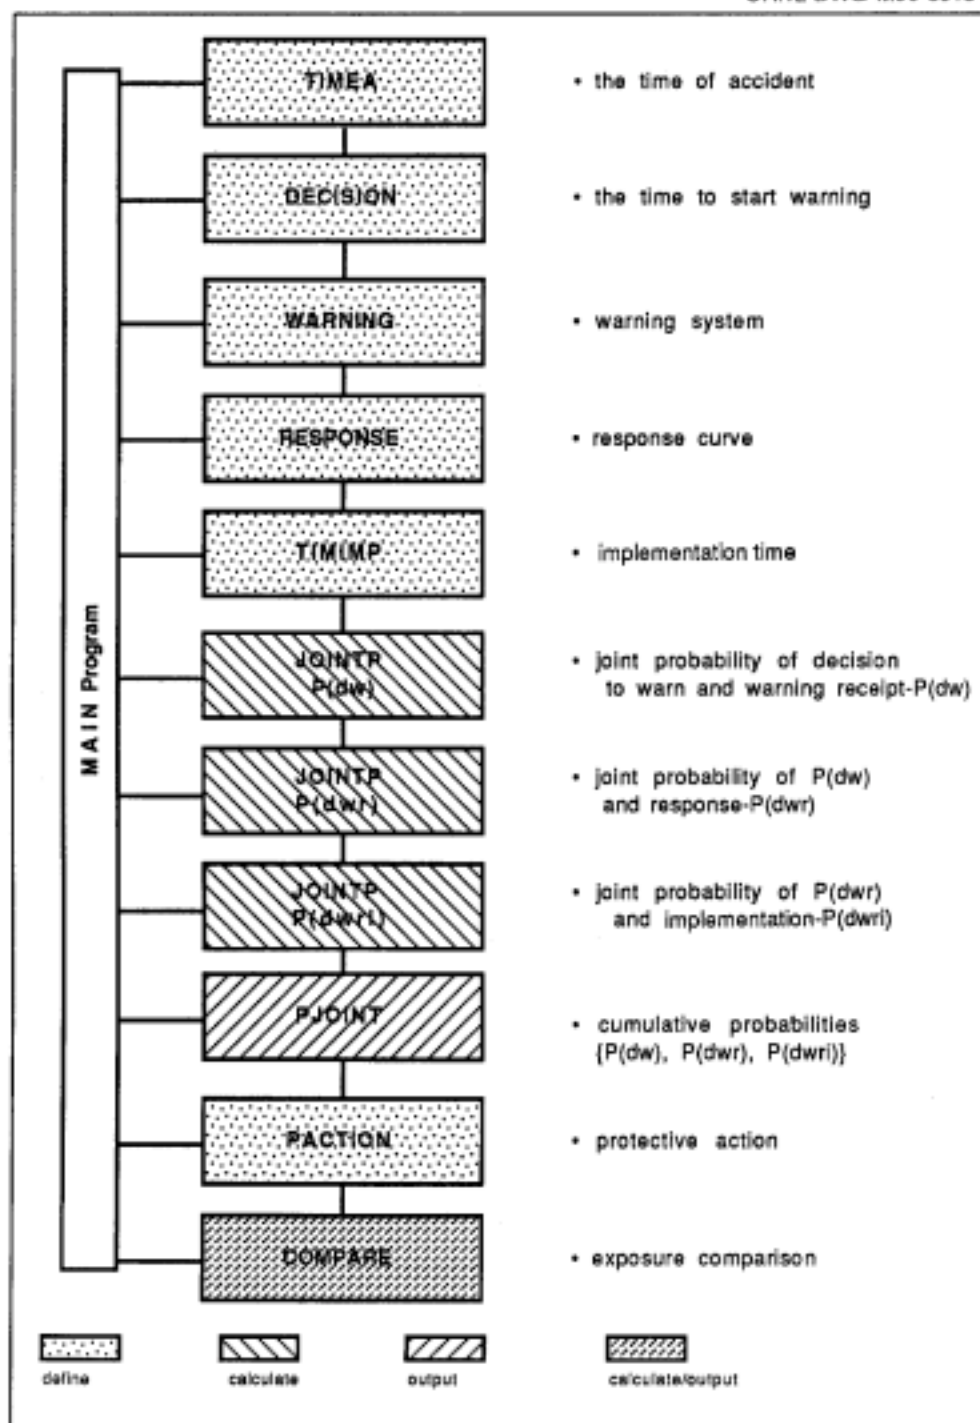 TIMEA
• the time of accident
DECISION
• the time to start warning
WARNING
• warning system
RESPONSE
• response curve
TIMIMP
• implementation time
MAIN Program
JOINTP
P(dw)
• joint probability of decision
to warn and warning receipt-P(dw)
JOINTP
P(dwr)
• joint probability of P(dw)
and response-P(dwr)
JOINTP
P(dwri)
• joint probability of P(dwr)
and implementation-P(dwri)
PJOINT
• cumulative probabilities
{P(dw), P(dwr), P(dwri)}
PACTION
• protective action
COMPARE
• exposure comparison
define
calculate
output
calculate/output